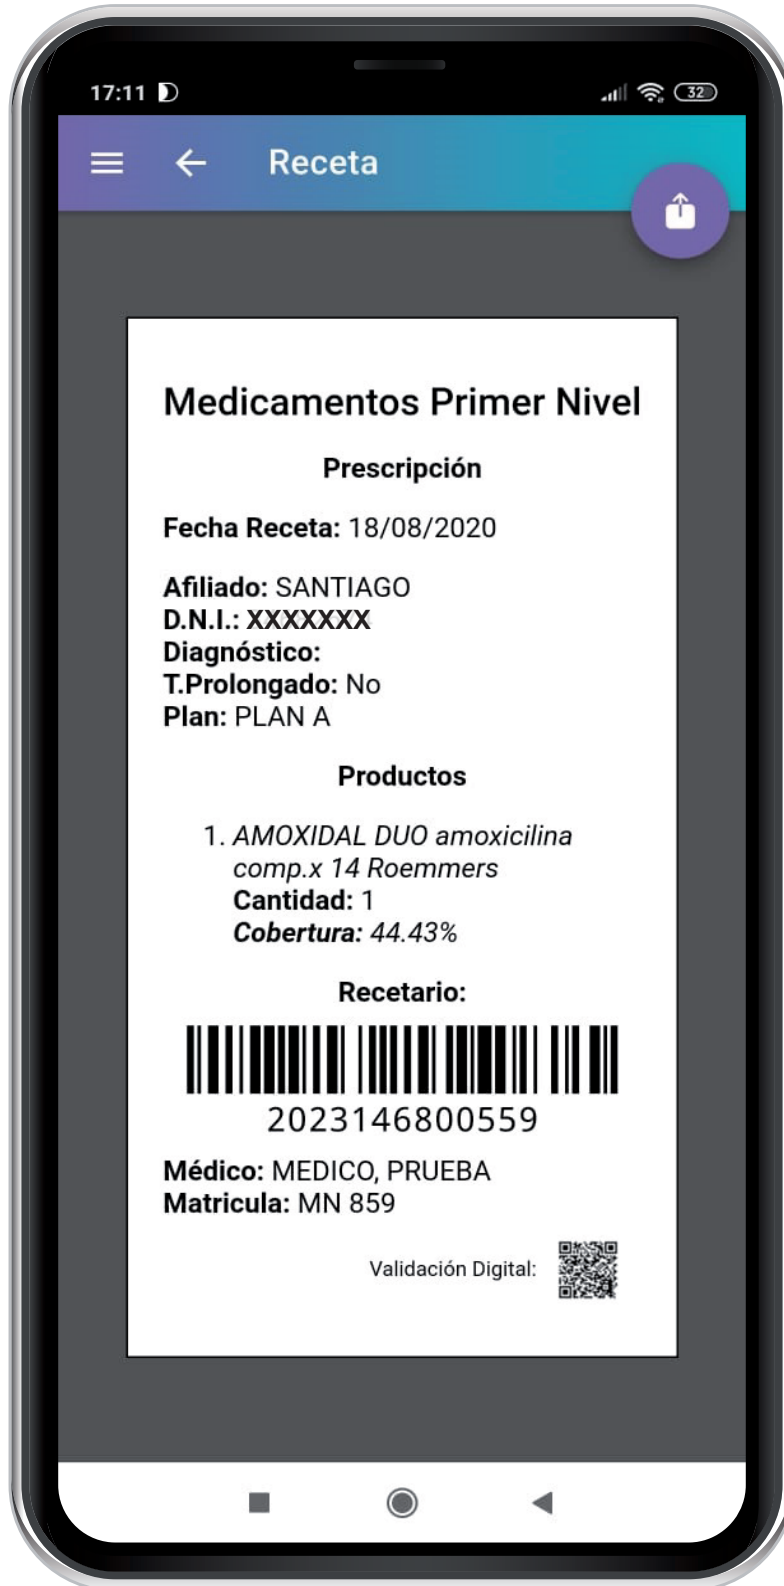 17:11
32
Receta
Medicamentos Primer Nivel
Prescripción
Fecha Receta: 18/08/2020
Afiliado: SANTIAGO
D.N.I.: XXXXXXX
Diagnóstico:
T.Prolongado: No
Plan: PLAN A
Productos
1. AMOXIDAL DUO amoxicilina
comp.x 14 Roemmers
Cantidad: 1
Cobertura: 44.43%
Recetario:
2023146800559
Médico: MEDICO, PRUEBA
Matricula: MN 859
Validación Digital: